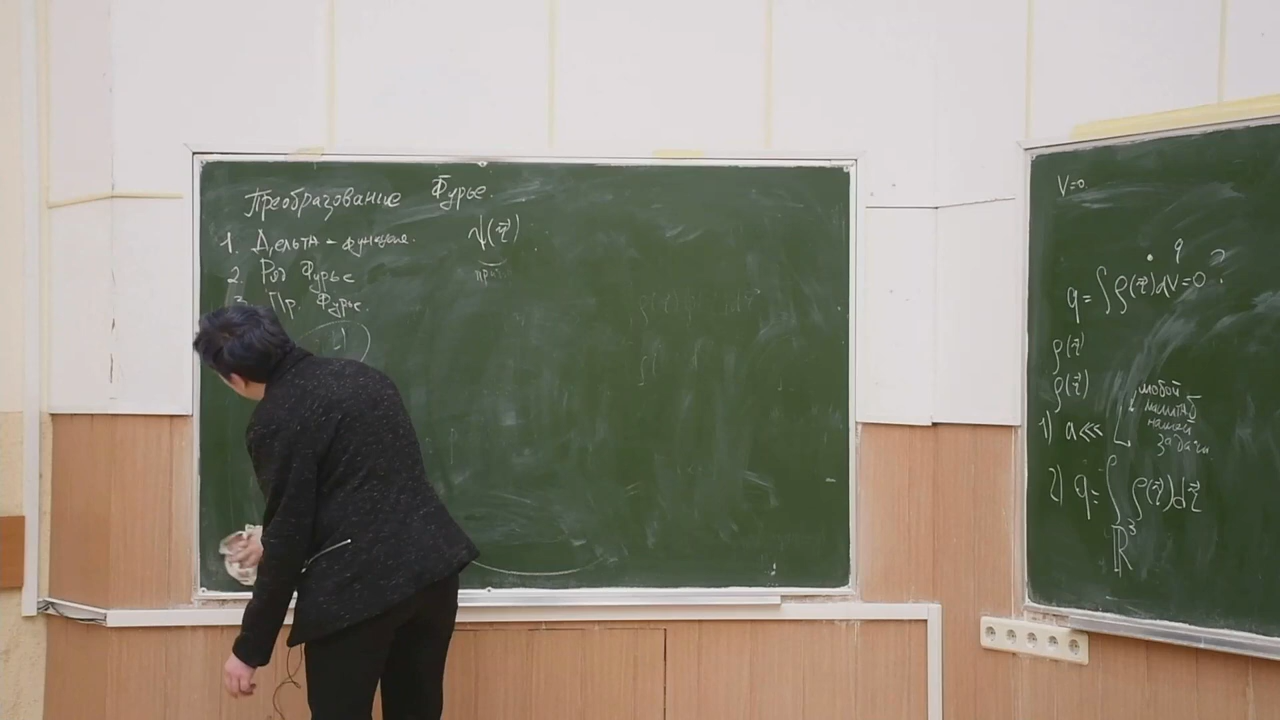 Преобразование Фурье.
1. Дельта-функция.
2. Ряд Фурье
3. Пр. Фурье.
ψ(r⃗)
V=0
q
q = ∫ρ(r⃗)dV=0
ρ(r⃗)
ρ(r⃗)
1) a <<< L
любой
масштаб
нашей
задачи
2) q = ∫ ρ(r⃗)dr⃗
ℝ³